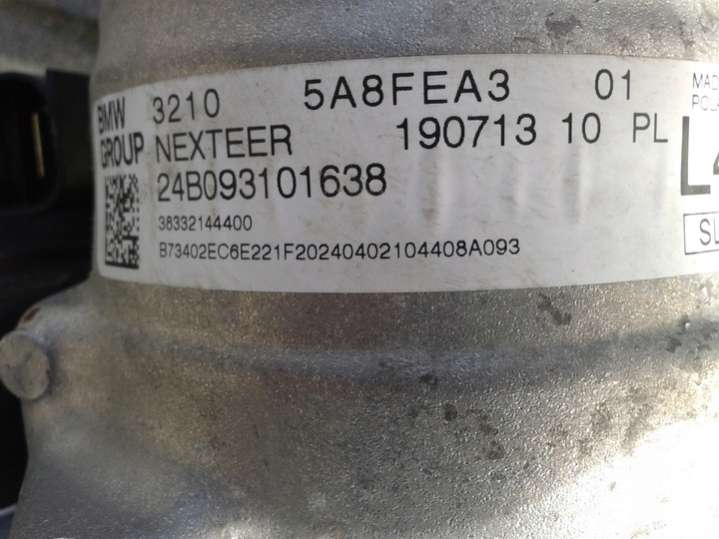 BMW GROUP
3210 5A8FEA3 01
NEXTEER 190713 10 PL
24B093101638
38332144400
B73402EC6E221F20240402104408A093